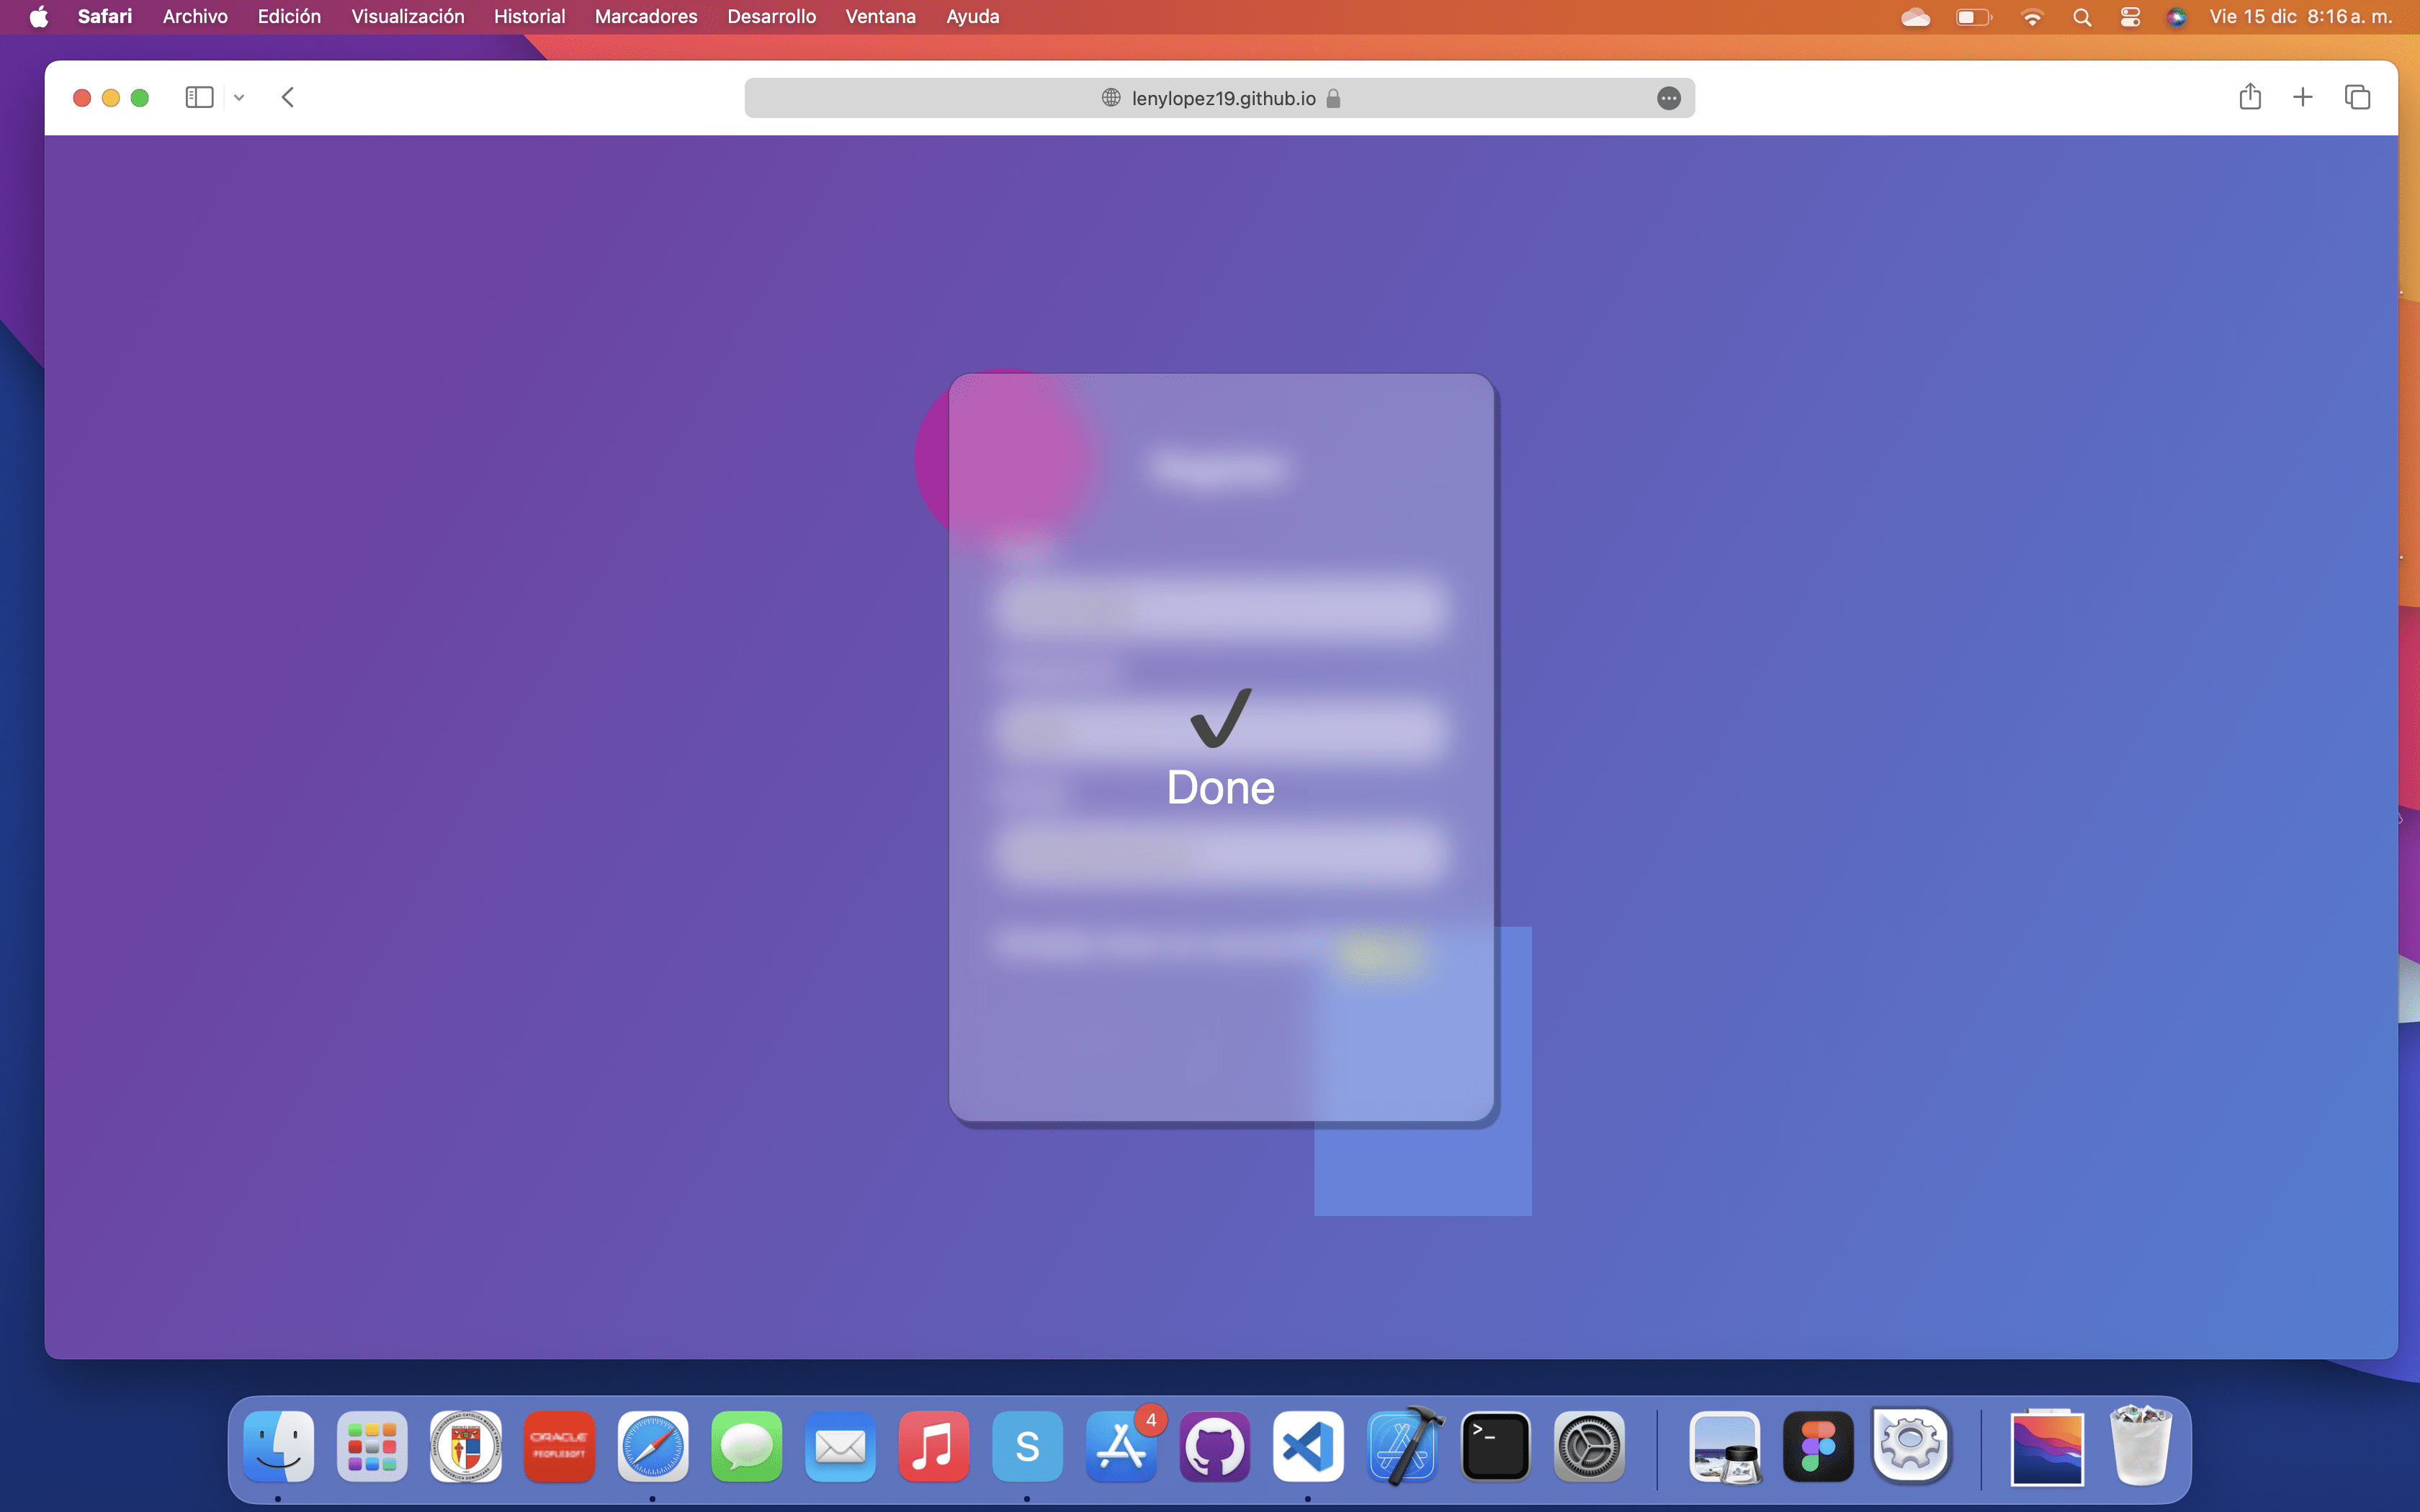 Safari Archivo Edición Visualización Historial Marcadores Desarrollo Ventana Ayuda
Vie 15 dic 8:16 a. m.
lenylopez19.github.io
Done
ORACLE
PEOPLESOFT
S
4
>_